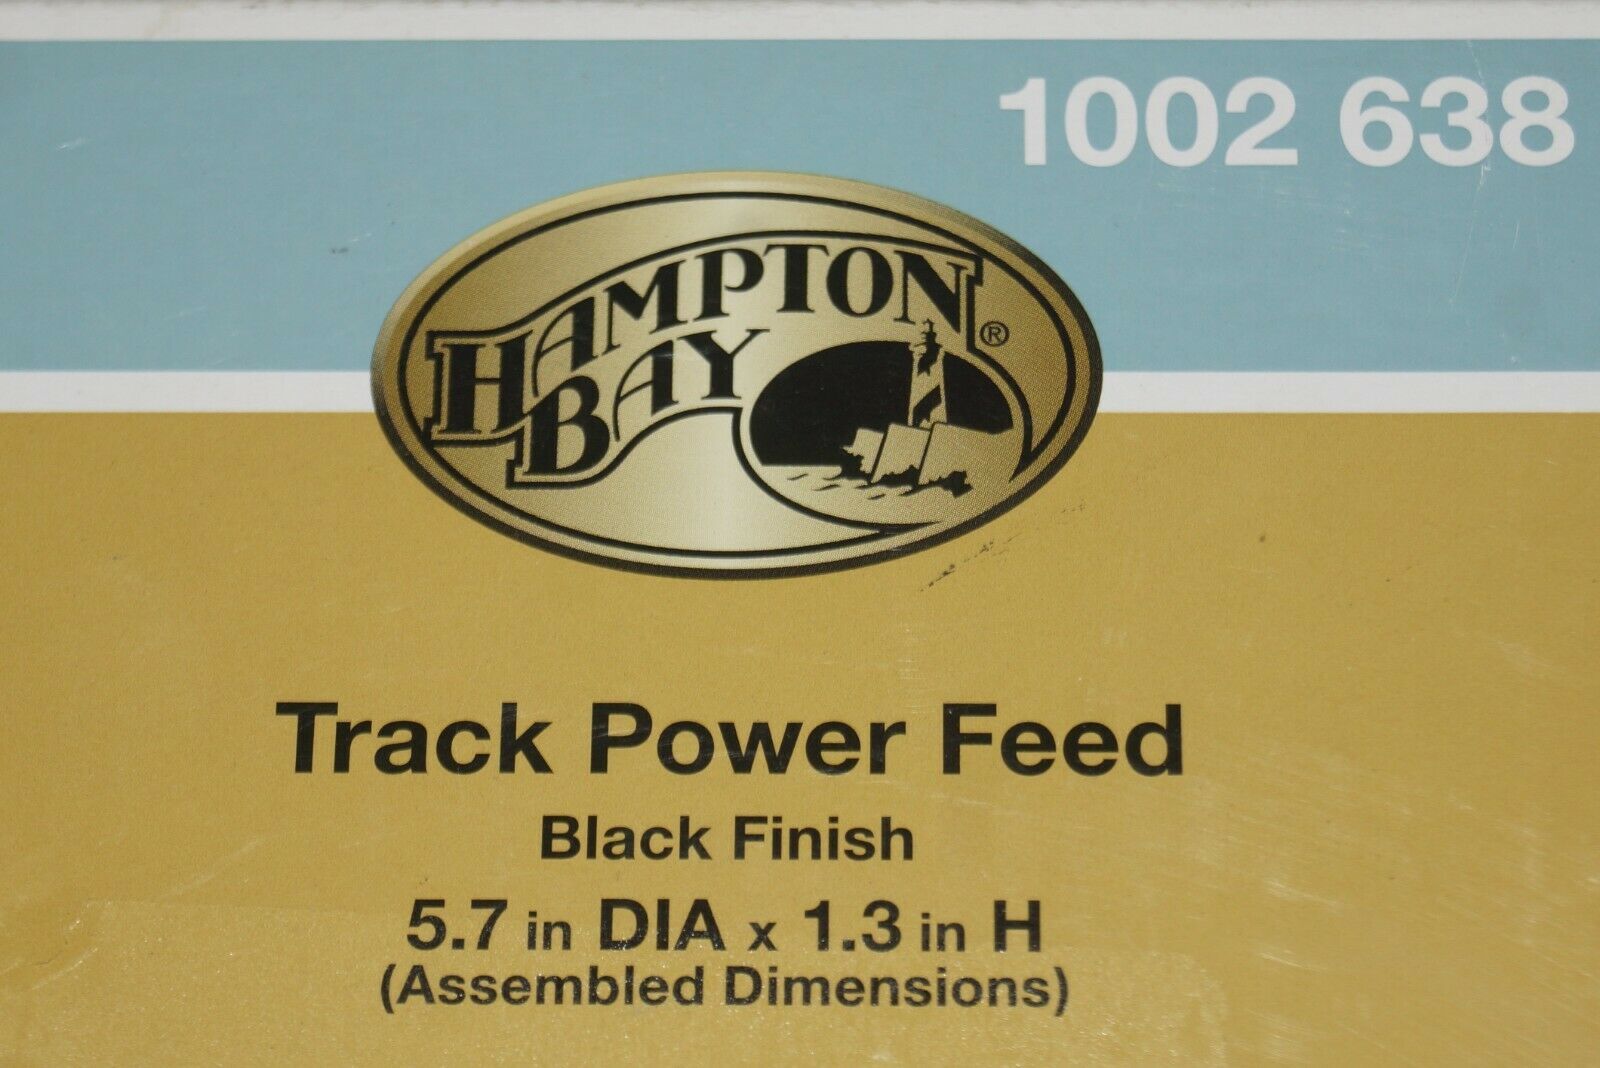 1002 638
HAMPTON ®
BAY
Track Power Feed
Black Finish
5.7 in DIA x 1.3 in H
(Assembled Dimensions)